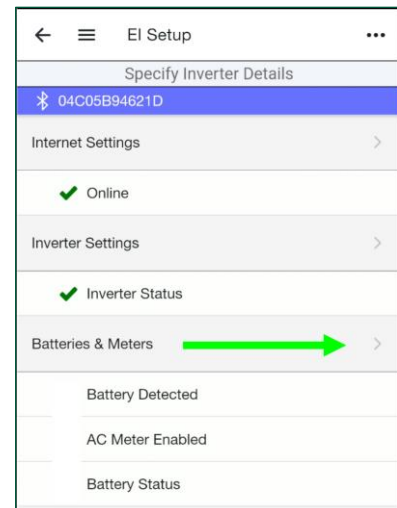 EI Setup
Specify Inverter Details
04C05B94621D
Internet Settings
Online
Inverter Settings
Inverter Status
Batteries & Meters
Battery Detected
AC Meter Enabled
Battery Status